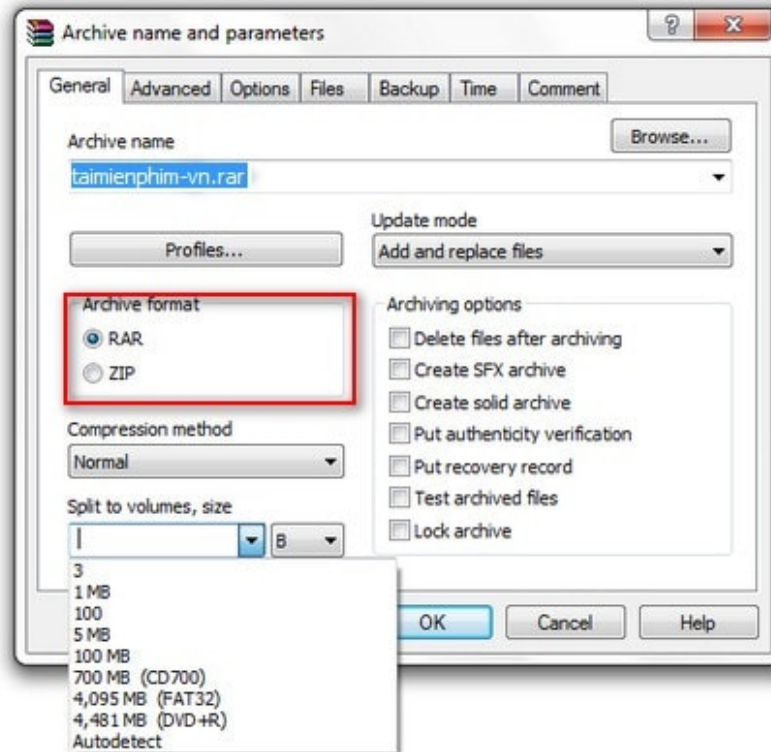 Archive name and parameters
General Advanced Options Files Backup Time Comment
Archive name
Browse...
taimienphim-vn.rar
Profiles...
Update mode
Add and replace files
Archive format
RAR
ZIP
Compression method
Normal
Split to volumes, size
B
3
1 MB
100
5 MB
100 MB
700 MB (CD700)
4,095 MB (FAT32)
4,481 MB (DVD+R)
Autodetect
Archiving options
Delete files after archiving
Create SFX archive
Create solid archive
Put authenticity verification
Put recovery record
Test archived files
Lock archive
OK Cancel Help